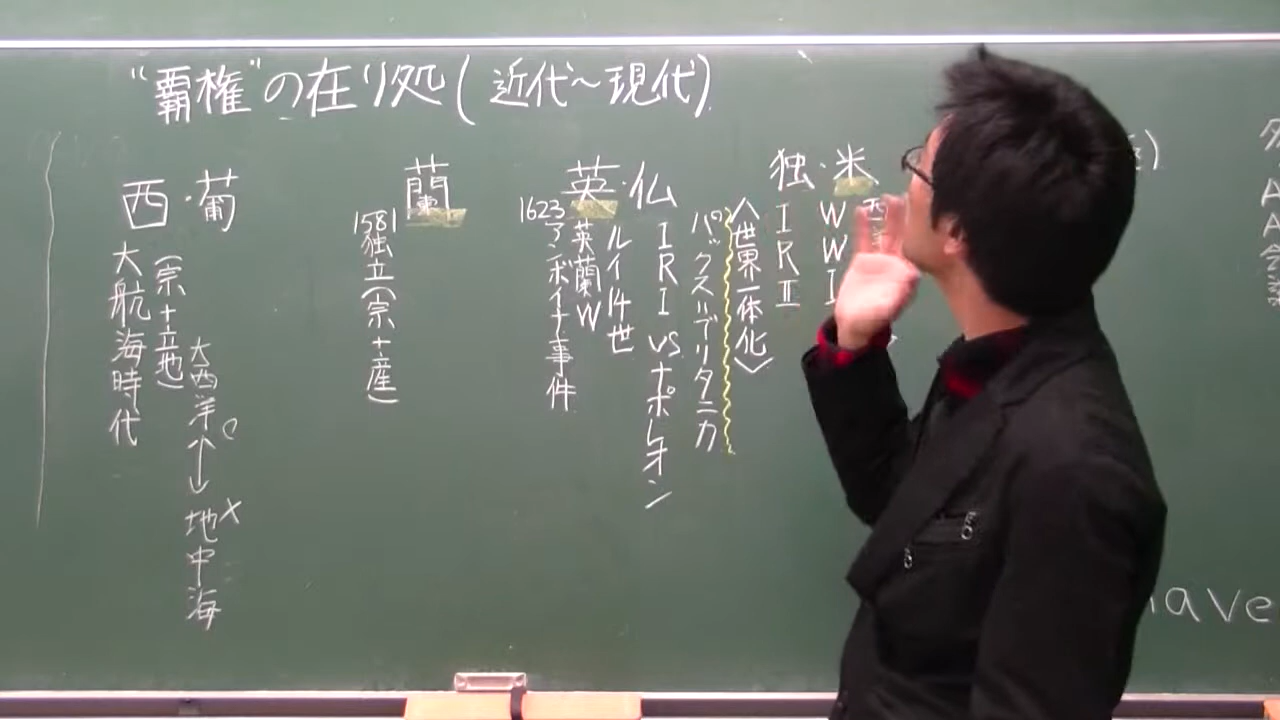 “覇権”の在り処(近代~現代)
西・葡
大航海時代
(宗+立地)
大西洋↔地中海
○
×
蘭
1581
独立(宗+産)
英・仏
1623
アンボイナ事件
英蘭W
ルイ14世
IRI vs ナポレオン
パックス=ブリタニカ
〈世界一体化〉
独・米
IRⅡ
WWI
have